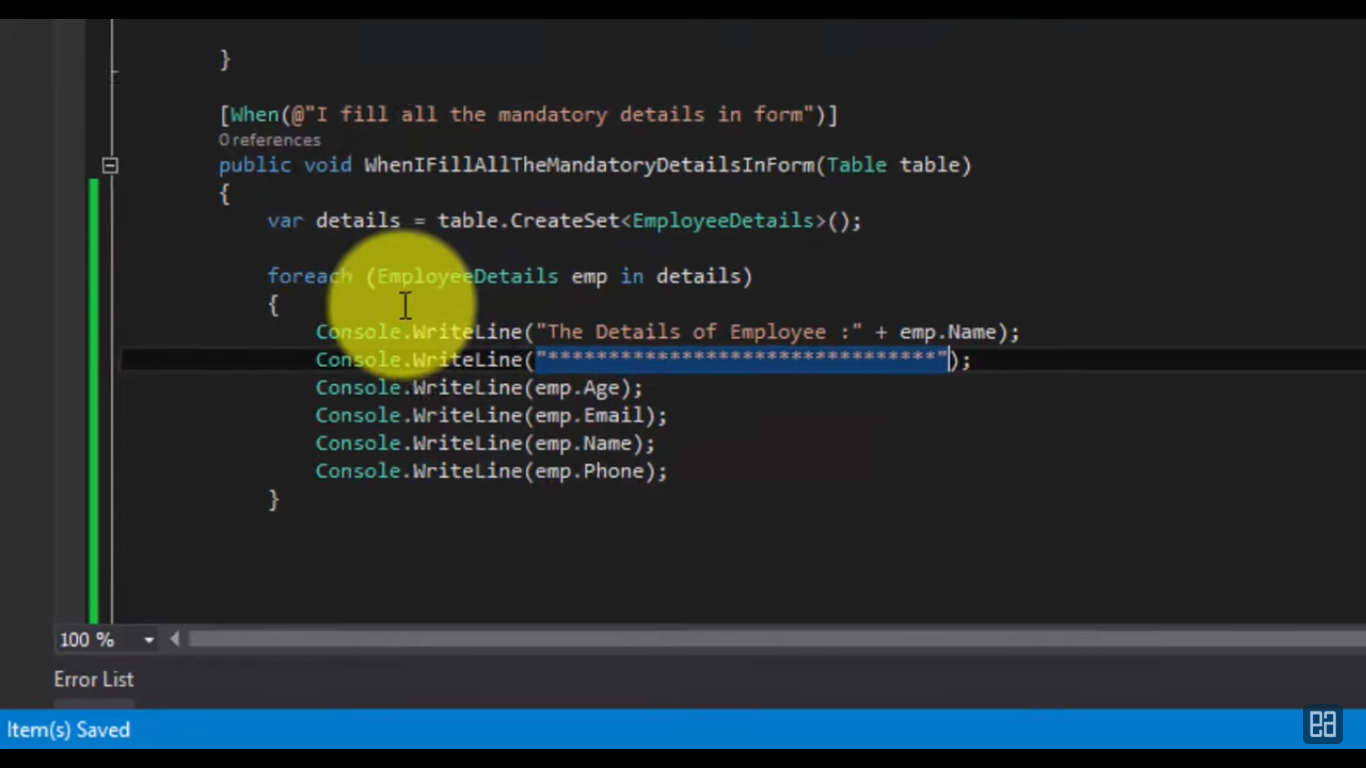 }
[When(@"I fill all the mandatory details in form")]
0 references
public void WhenIFillAllTheMandatoryDetailsInForm(Table table)
{
var details = table.CreateSet<EmployeeDetails>();
foreach (EmployeeDetails emp in details)
{
Console.WriteLine("The Details of Employee :" + emp.Name);
Console.WriteLine("********************************");
Console.WriteLine(emp.Age);
Console.WriteLine(emp.Email);
Console.WriteLine(emp.Name);
Console.WriteLine(emp.Phone);
}
100 %
Error List
Item(s) Saved
ea